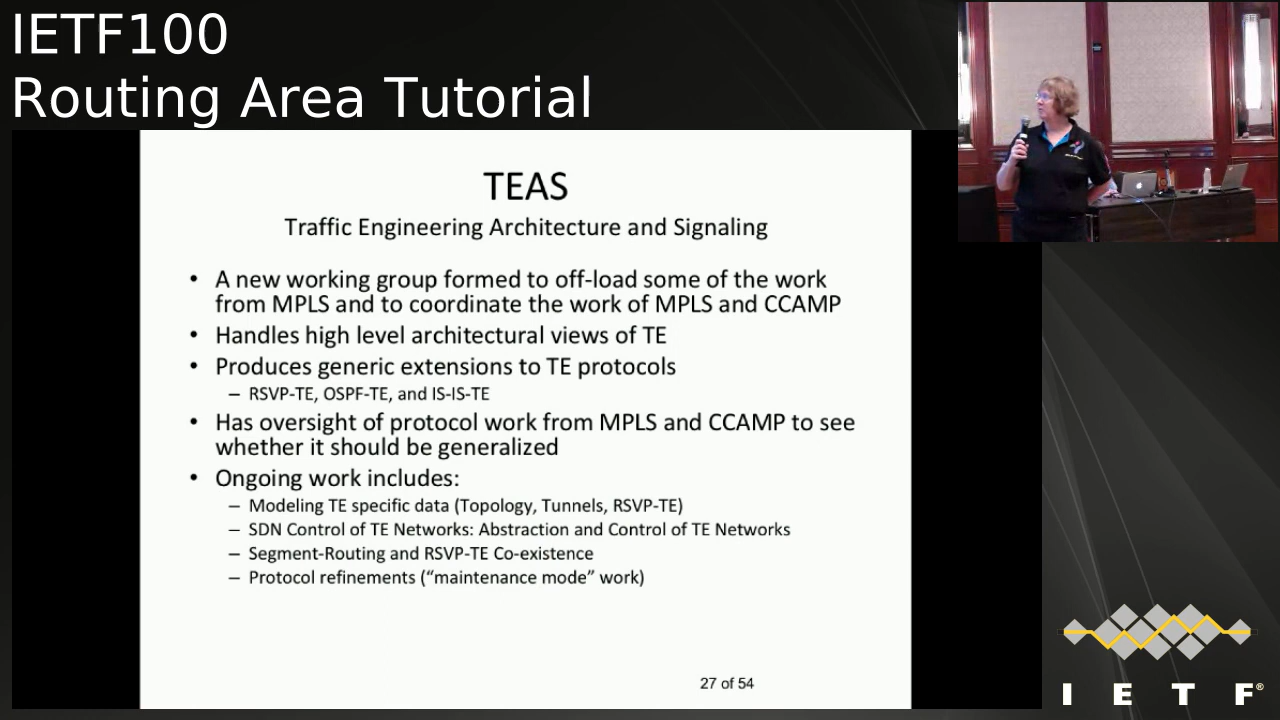 IETF100
Routing Area Tutorial
TEAS
Traffic Engineering Architecture and Signaling
• A new working group formed to off-load some of the work
from MPLS and to coordinate the work of MPLS and CCAMP
• Handles high level architectural views of TE
• Produces generic extensions to TE protocols
– RSVP-TE, OSPF-TE, and IS-IS-TE
• Has oversight of protocol work from MPLS and CCAMP to see
whether it should be generalized
• Ongoing work includes:
– Modeling TE specific data (Topology, Tunnels, RSVP-TE)
– SDN Control of TE Networks: Abstraction and Control of TE Networks
– Segment-Routing and RSVP-TE Co-existence
– Protocol refinements (“maintenance mode” work)
27 of 54
I E T F®